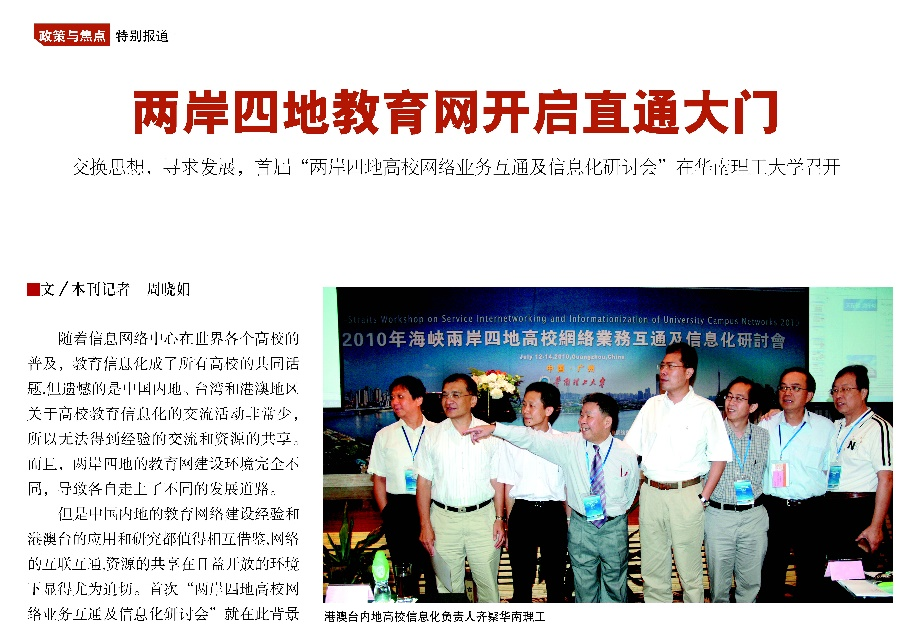 政策与焦点 特别报道
两岸四地教育网开启直通大门
交换思想，寻求发展，首届“两岸四地高校网络业务互通及信息化研讨会”在华南理工大学召开
■文／本刊记者 周晓如
随着信息网络中心在世界各个高校的
普及，教育信息化成了所有高校的共同话
题,但遗憾的是中国内地、台湾和港澳地区
关于高校教育信息化的交流活动非常少，
所以无法得到经验的交流和资源的共享。
而且，两岸四地的教育网建设环境完全不
同，导致各自走上了不同的发展道路。
但是中国内地的教育网络建设经验和
港澳台的应用和研究都值得相互借鉴,网络
的互联互通,资源的共享在日益开放的环境
下显得尤为迫切。首次“两岸四地高校网
络业务互通及信息化研讨会”就在此背景
Straits Workshop on Service Internetworking and Informationization of University Campus Networks 2010
2010年海峽兩岸四地高校網絡業務互通及信息化研討會
July 12-14,2010,Guangzhou,China
中国·广州
華南理工大學
港澳台内地高校信息化负责人齐聚华南理工